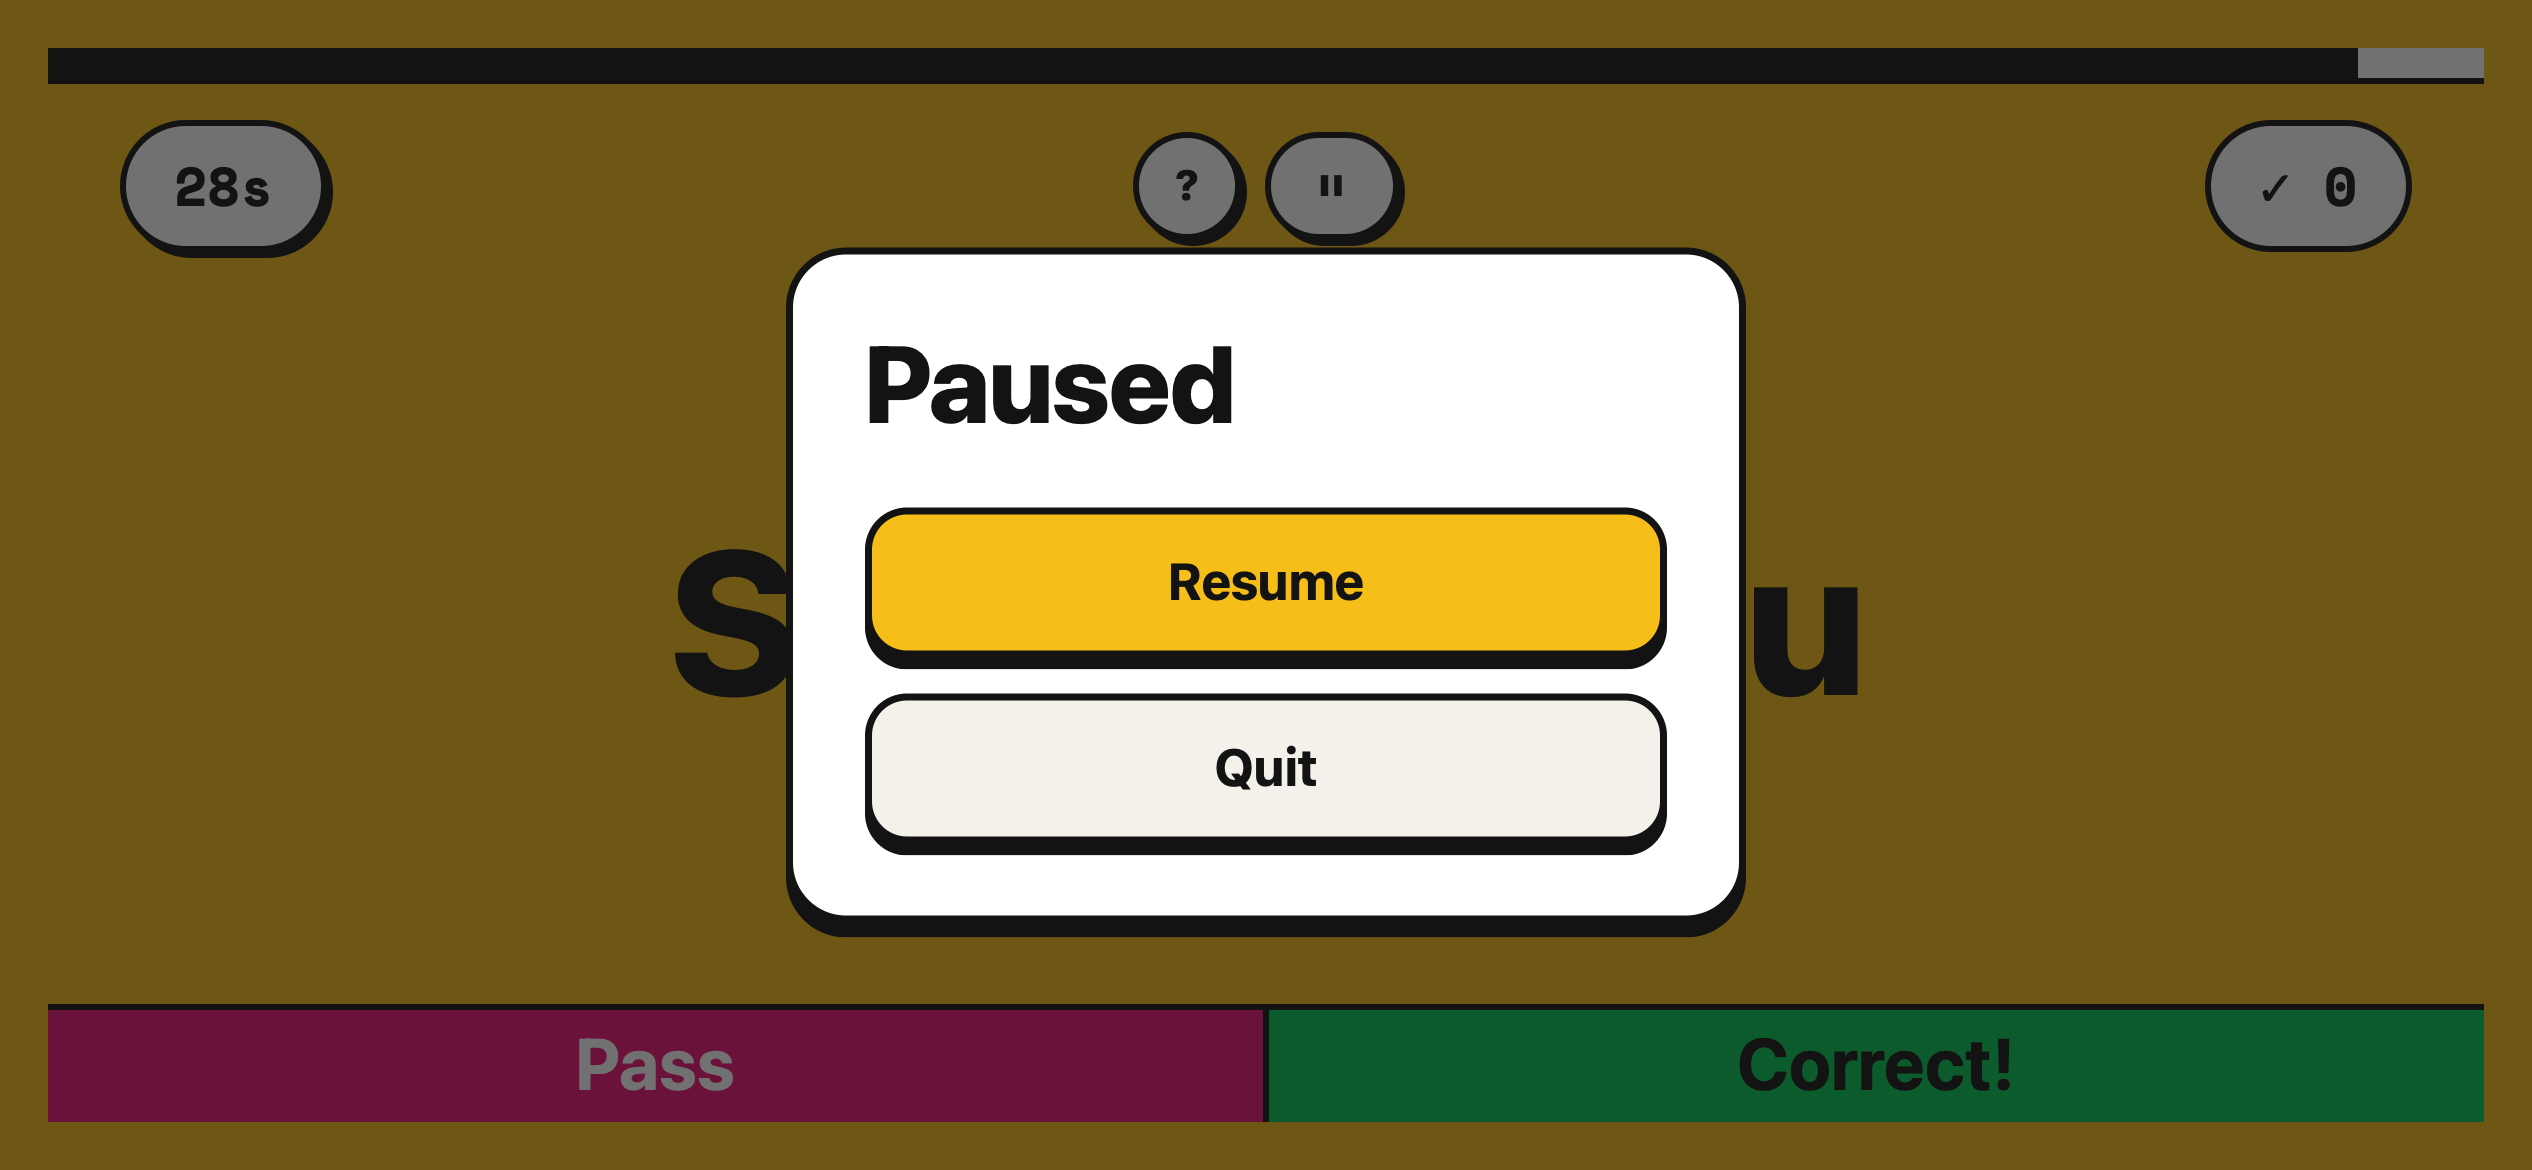 28s ? ✓ 0
Paused
Resume
Quit
Pass Correct!